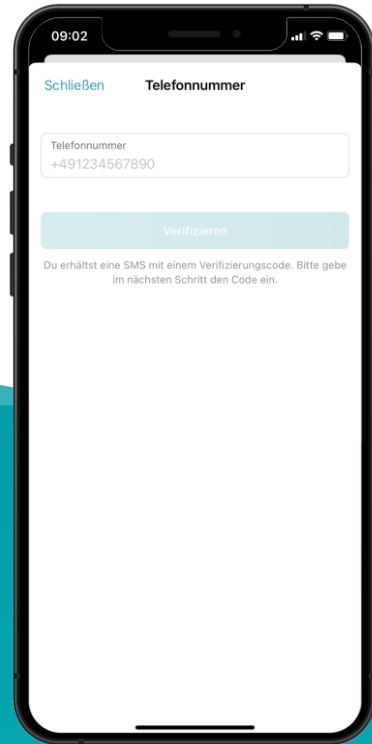 09:02
Schließen Telefonnummer
Telefonnummer
+491234567890
Verifizieren
Du erhältst eine SMS mit einem Verifizierungscode. Bitte gebe
im nächsten Schritt den Code ein.